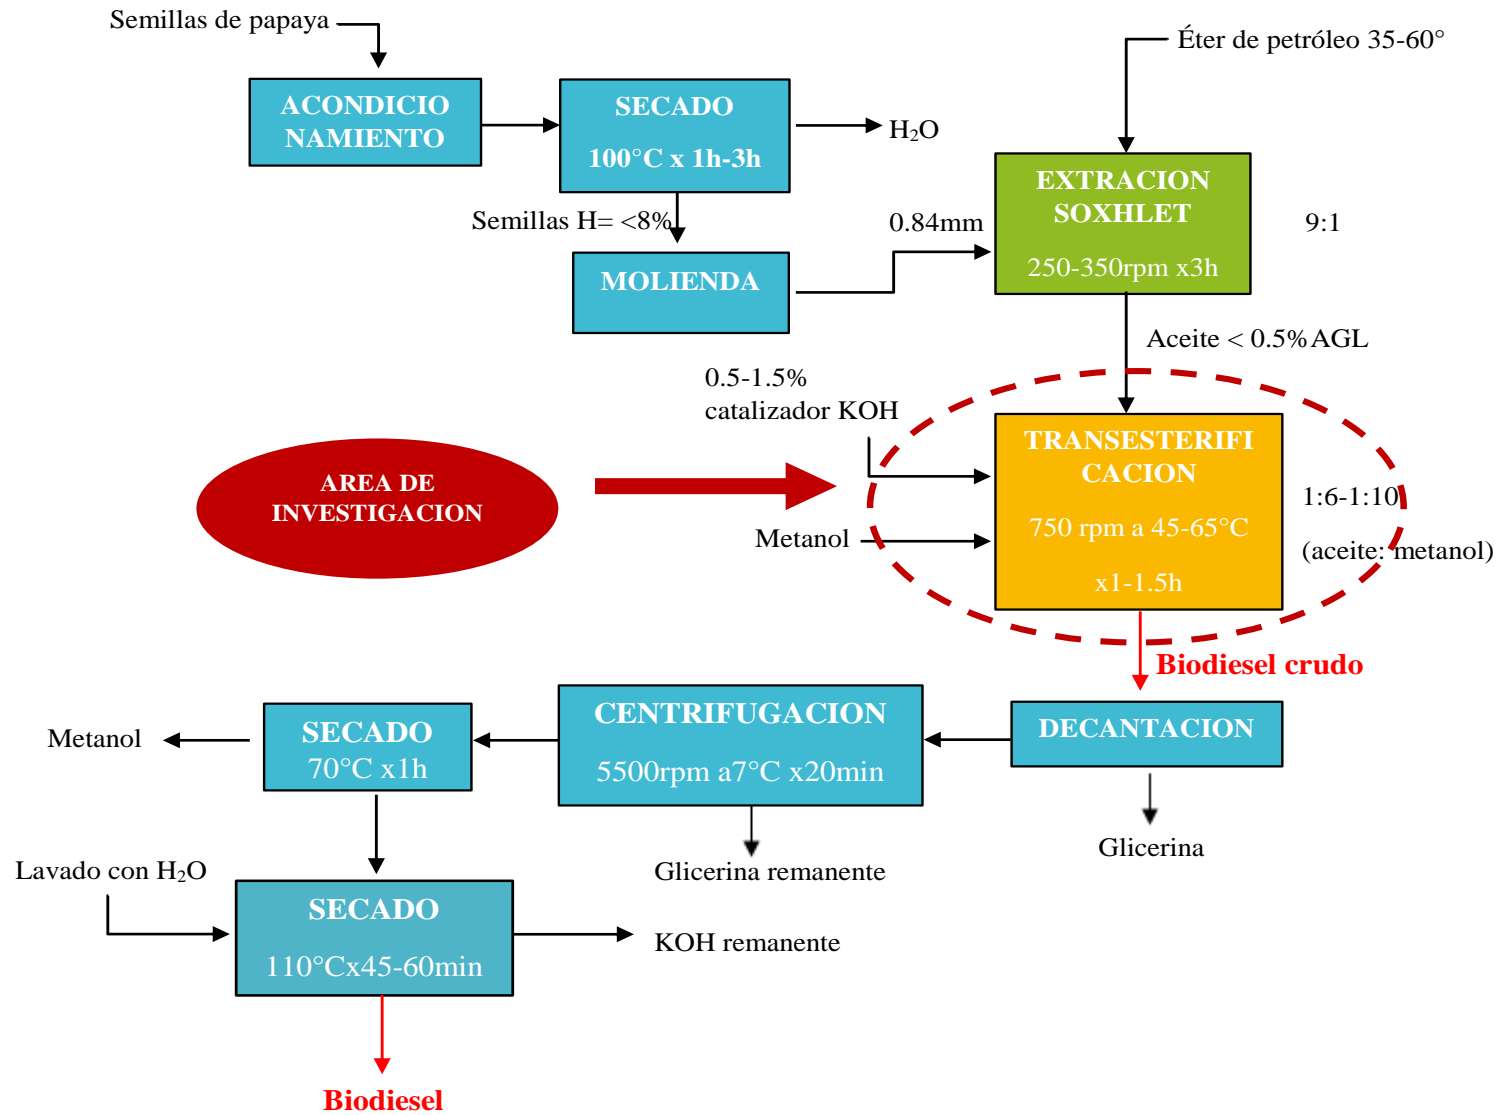 Semillas de papaya
Éter de petróleo 35-60°
ACONDICIO
NAMIENTO
SECADO
100°C x 1h-3h
H₂O
EXTRACION
SOXHLET
250-350rpm x3h
9:1
Semillas H= <8%
0.84mm
MOLIENDA
Aceite < 0.5% AGL
0.5-1.5%
catalizador KOH
TRANSESTERIFI
CACION
750 rpm a 45-65°C
x1-1.5h
AREA DE
INVESTIGACION
Metanol
1:6-1:10
(aceite: metanol)
Biodiesel crudo
DECANTACION
CENTRIFUGACION
5500rpm a7°C x20min
SECADO
70°C x1h
Metanol
Glicerina
Glicerina remanente
Lavado con H₂O
SECADO
110°Cx45-60min
KOH remanente
Biodiesel